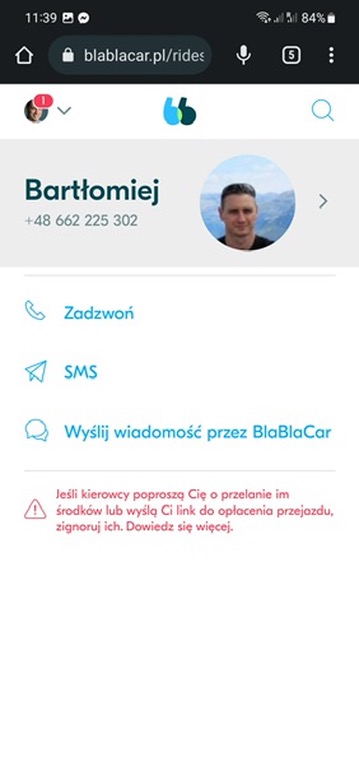 11:39
84%
blablacar.pl/rides
5
1
Bartłomiej
+48 662 225 302
Zadzwoń
SMS
Wyślij wiadomość przez BlaBlaCar
Jeśli kierowcy poproszą Cię o przelanie im
środków lub wyślą Ci link do opłacenia przejazdu,
zignoruj ich. Dowiedz się więcej.